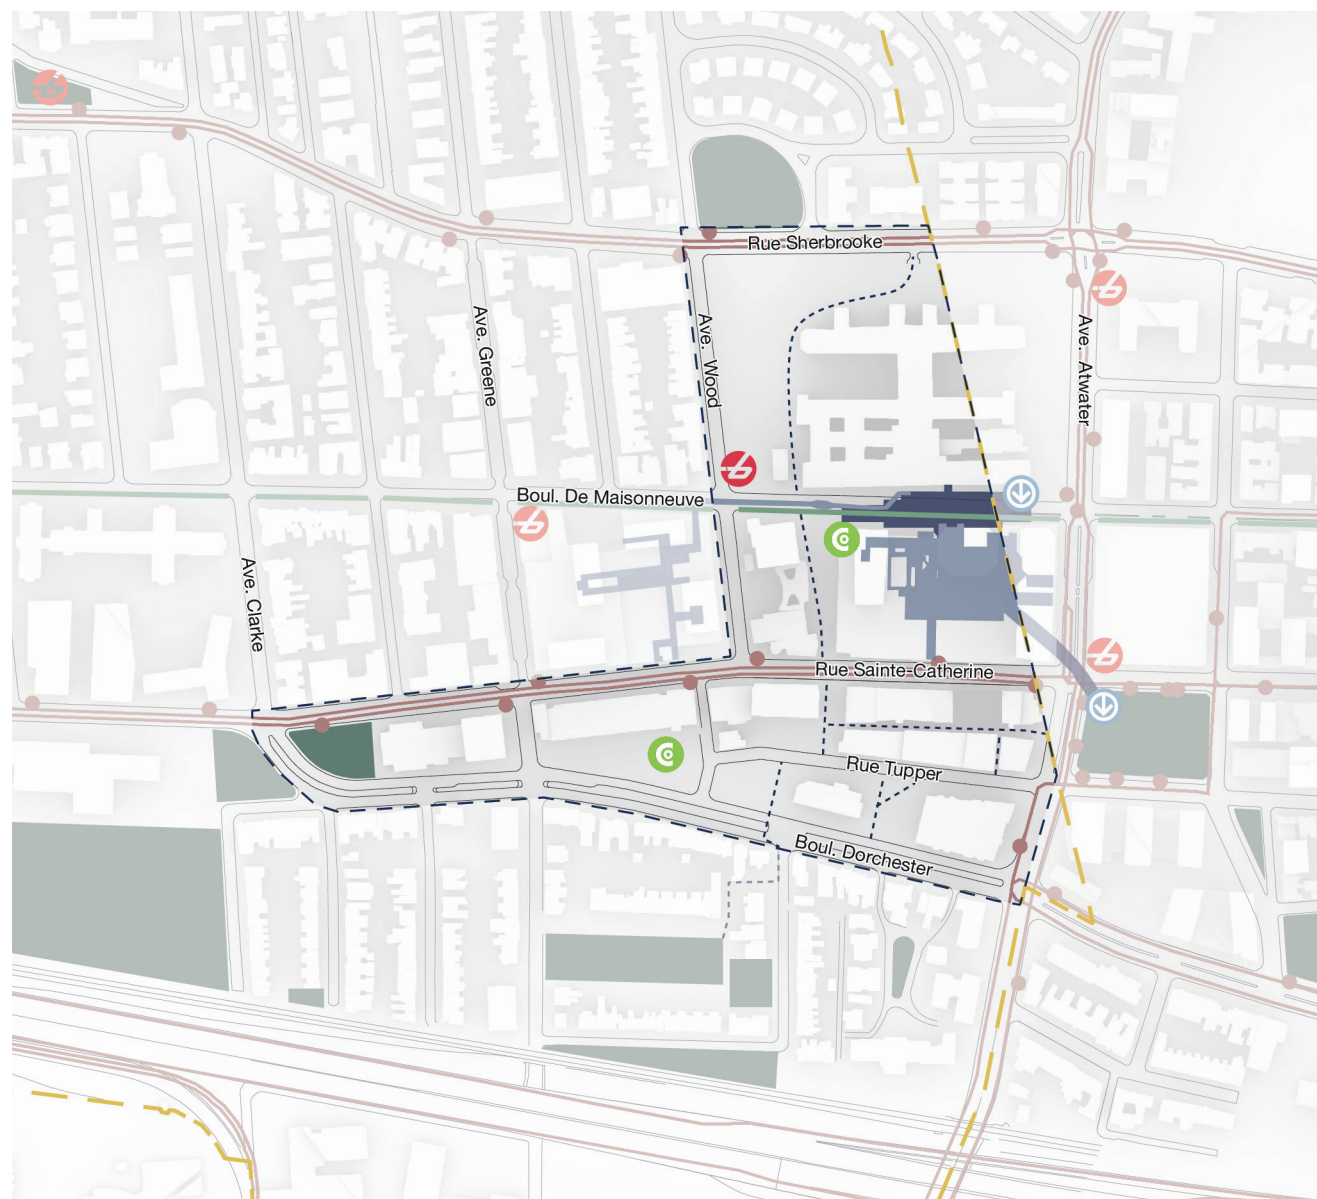 Rue Sherbrooke
Ave. Greene
Ave. Wood
Ave. Atwater
Boul. De Maisonneuve
Ave. Clarke
Rue Sainte-Catherine
Rue Tupper
Boul. Dorchester